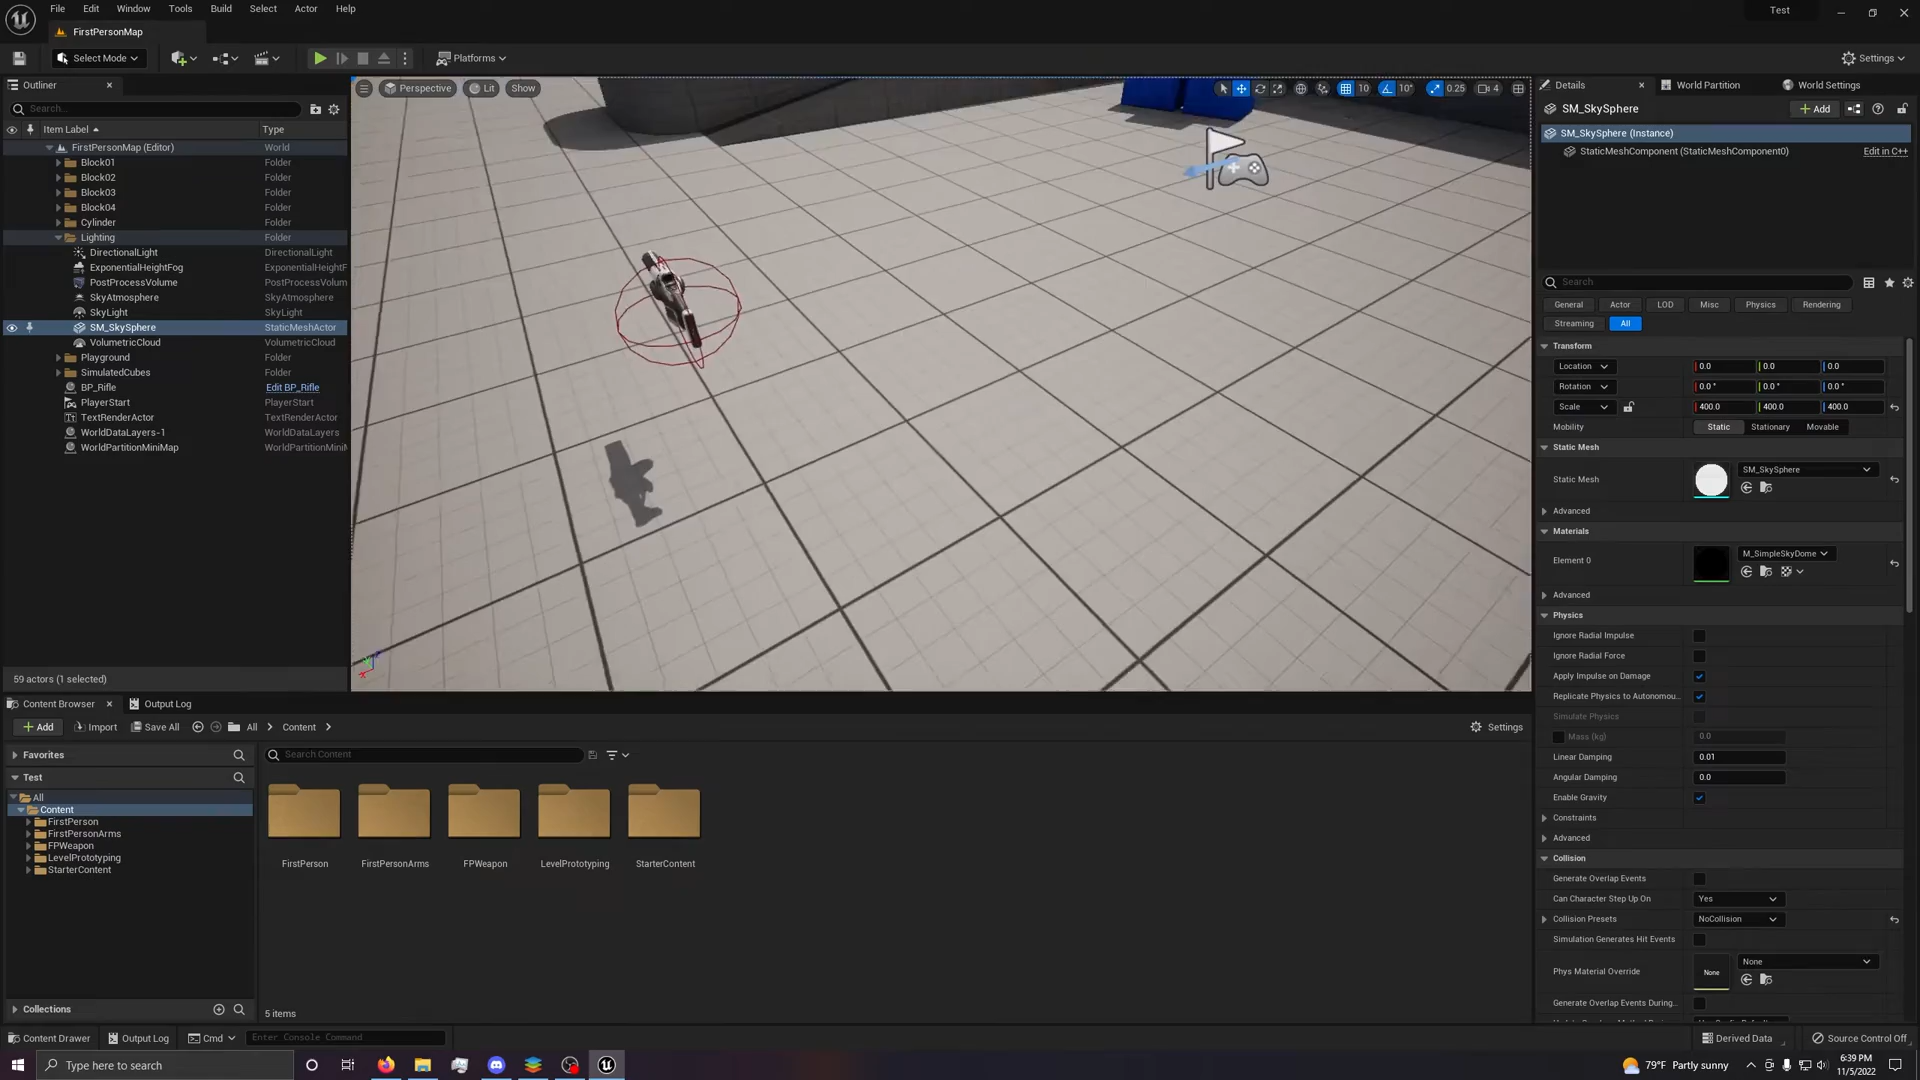 File Edit Window Tools Build Select Actor Help
Test
FirstPersonMap
Select Mode
Platforms
Settings
Outliner
Search...
Item Label Type
FirstPersonMap (Editor) World
Block01 Folder
Block02 Folder
Block03 Folder
Block04 Folder
Cylinder Folder
Lighting Folder
DirectionalLight DirectionalLight
ExponentialHeightFog ExponentialHeightF
PostProcessVolume PostProcessVolum
SkyAtmosphere SkyAtmosphere
SkyLight SkyLight
SM_SkySphere StaticMeshActor
VolumetricCloud VolumetricCloud
Playground Folder
SimulatedCubes Folder
BP_Rifle Edit BP_Rifle
PlayerStart PlayerStart
TextRenderActor TextRenderActor
WorldDataLayers-1 WorldDataLayers
WorldPartitionMiniMap WorldPartitionMiniM
59 actors (1 selected)
Perspective Lit Show
10 10° 0.25 4
Details World Partition World Settings
SM_SkySphere
Add
SM_SkySphere (Instance)
StaticMeshComponent (StaticMeshComponent0) Edit in C++
Search
General Actor LOD Misc Physics Rendering
Streaming All
Transform
Location 0.0 0.0 0.0
Rotation 0.0 ° 0.0 ° 0.0 °
Scale 400.0 400.0 400.0
Mobility Static Stationary Movable
Static Mesh
Static Mesh SM_SkySphere
Advanced
Materials
Element 0 M_SimpleSkyDome
Advanced
Physics
Ignore Radial Impulse
Ignore Radial Force
Apply Impulse on Damage
Replicate Physics to Autonomou...
Simulate Physics
Mass (kg) 0.0
Linear Damping 0.01
Angular Damping 0.0
Enable Gravity
Constraints
Advanced
Collision
Generate Overlap Events
Can Character Step Up On Yes
Collision Presets NoCollision
Simulation Generates Hit Events
Phys Material Override None None
Generate Overlap Events During...
Content Browser Output Log
Add Import Save All All Content Settings
Favorites
Test
All
Content
FirstPerson
FirstPersonArms
FPWeapon
LevelPrototyping
StarterContent
Collections
Search Content
FirstPerson FirstPersonArms FPWeapon LevelPrototyping StarterContent
5 items
Content Drawer Output Log Cmd Enter Console Command Derived Data Source Control Off
Type here to search
79°F Partly sunny
6:39 PM
11/5/2022